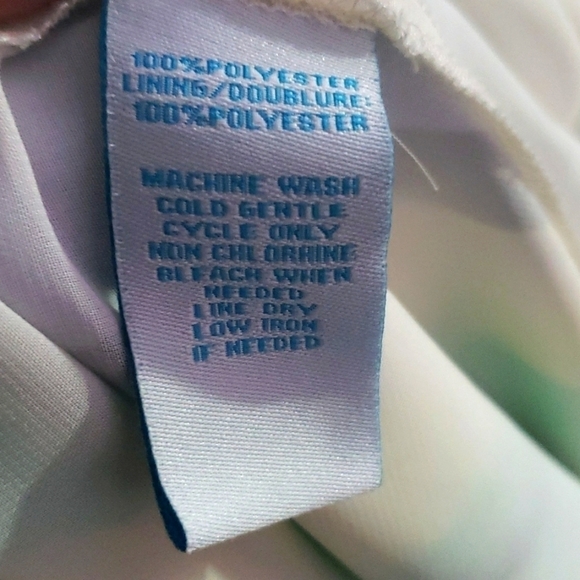 100%POLYESTER
LINING/DOUBLURE:
100%POLYESTER
MACHINE WASH
COLD GENTLE
CYCLE ONLY
NON CHLORINE
BLEACH WHEN
NEEDED
LINE DRY
LOW IRON
IF NEEDED